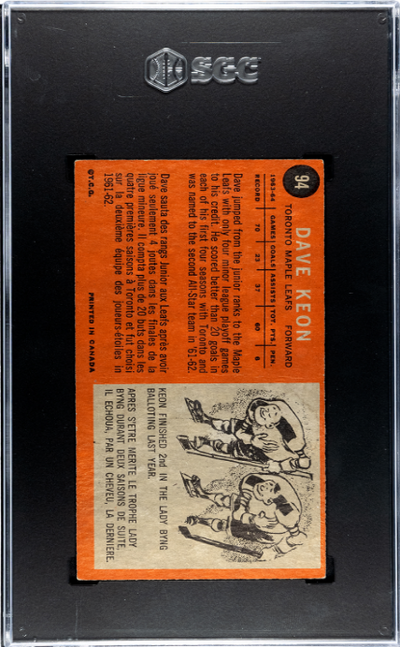 SGC
94
DAVE KEON
TORONTO MAPLE LEAFS FORWARD
1963-64 GAMES GOALS ASSISTS TOT. PTS. PEN.
RECORD 70 23 37 60 6
Dave jumped from the junior ranks to the Maple
Leafs with only four minor league playoff games
to his credit. He scored better than 20 goals in
each of his first four seasons with Toronto and
was named to the second All-Star team in '61-62.
Dave sauta des rangs Junior aux Leafs après avoir
joué seulement 4 joutes dans les finales de la
ligue mineure. Il compta plus de 20 buts dans les
quatre premières saisons à Toronto et fut choisi
sur la deuxième équipe des joueurs-étoiles in
1961-62.
©T.C.G. PRINTED IN CANADA
KEON FINISHED 2nd IN THE LADY BYNG
BALLOTING LAST YEAR.
APRES S'ETRE MERITE LE TROPHE LADY
BYNG DURANT DEUX SAISONS DE SUITE,
IL ECHOUA, PAR UN CHEVEU, LA DERNIERE.